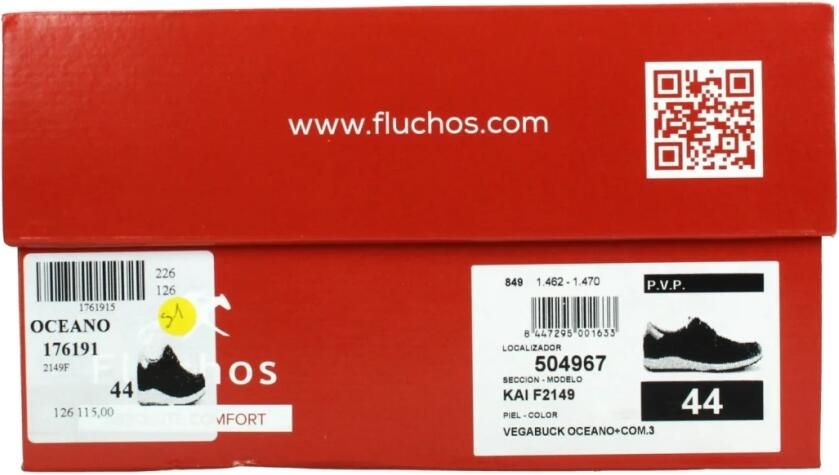 www.fluchos.com
226
126
1761915
OCEANO
176191
2149F
44
126 115,00
Fluchos
COMFORT
849 1.462 - 1.470
P.V.P.
8 447295 001633
LOCALIZADOR
504967
SECCION - MODELO
KAI F2149
44
PIEL - COLOR
VEGABUCK OCEANO+COM.3